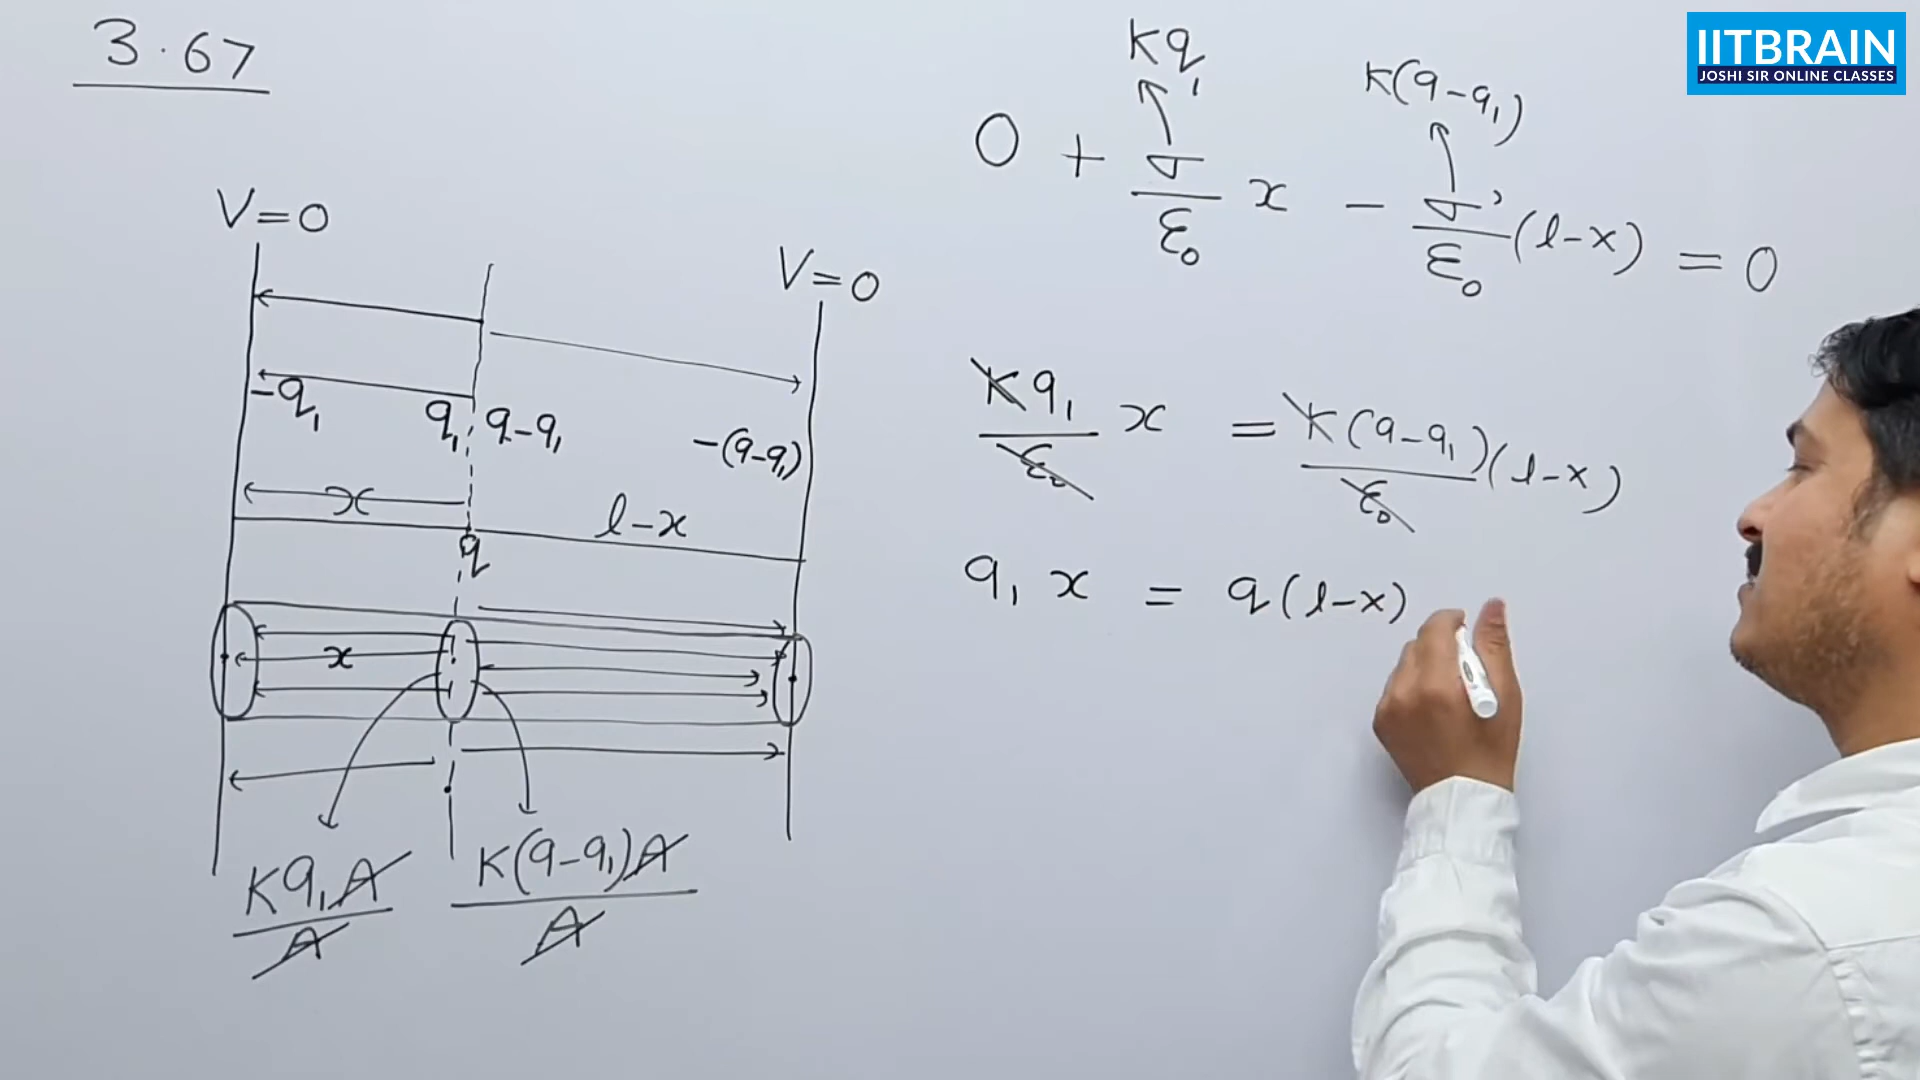 3.67
IITBRAIN
JOSHI SIR ONLINE CLASSES
V=0
V=0
-q₁
q₁
q-q₁
-(q-q₁)
x
l-x
q
x
Kq₁A/A
K(q-q₁)A/A
Kq₁
K(q-q₁)
0 + σ/ε₀ x - σ'/ε₀ (l-x) = 0
Kq₁/ε₀ x = K(q-q₁)/ε₀ (l-x)
q₁ x = q(l-x)